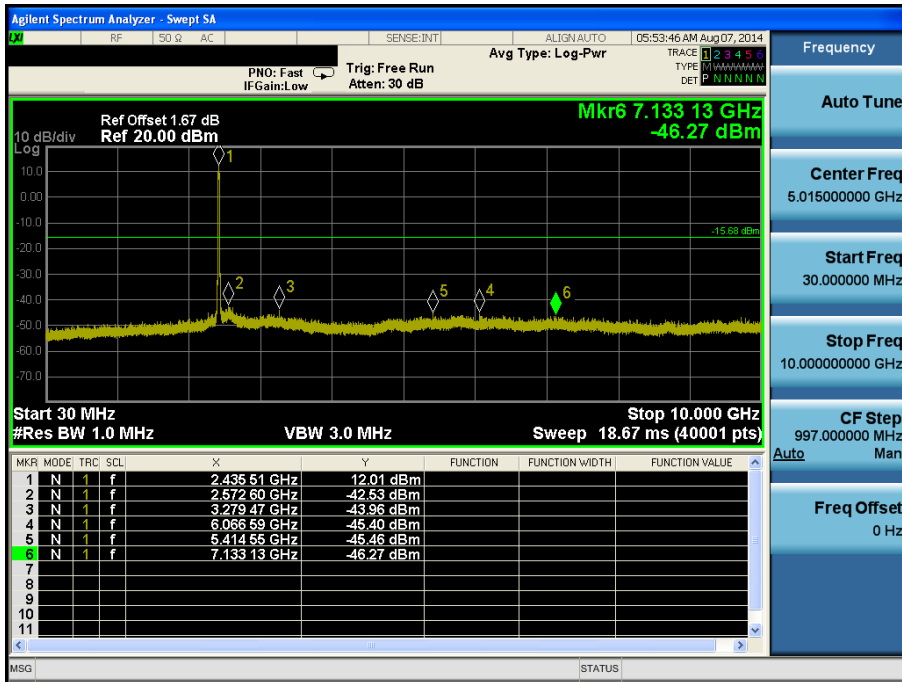 Agilent Spectrum Analyzer - Swept SA
LXI RF 50 Ω AC SENSE:INT ALIGN AUTO 05:53:46 AM Aug 07, 2014
PNO: Fast
IFGain:Low
Trig: Free Run
Atten: 30 dB
Avg Type: Log-Pwr
TRACE 1 2 3 4 5 6
TYPE M WWWWW
DET P N N N N N
Frequency
Auto Tune
Center Freq
5.015000000 GHz
Start Freq
30.000000 MHz
Stop Freq
10.000000000 GHz
CF Step
997.000000 MHz
Auto Man
Freq Offset
0 Hz
Mkr6 7.133 13 GHz
-46.27 dBm
Ref Offset 1.67 dB
10 dB/div Ref 20.00 dBm
Log
10.0
0.00
-10.0
-20.0
-30.0
-40.0
-50.0
-60.0
-70.0
-15.68 dBm
1
2
3
5
4
6
Start 30 MHz Stop 10.000 GHz
#Res BW 1.0 MHz VBW 3.0 MHz Sweep 18.67 ms (40001 pts)
MKR MODE TRC SCL X Y FUNCTION FUNCTION WIDTH FUNCTION VALUE
1 N 1 f 2.435 51 GHz 12.01 dBm
2 N 1 f 2.572 60 GHz -42.53 dBm
3 N 1 f 3.279 47 GHz -43.96 dBm
4 N 1 f 6.066 59 GHz -45.40 dBm
5 N 1 f 5.414 55 GHz -45.46 dBm
6 N 1 f 7.133 13 GHz -46.27 dBm
7
8
9
10
11
MSG STATUS